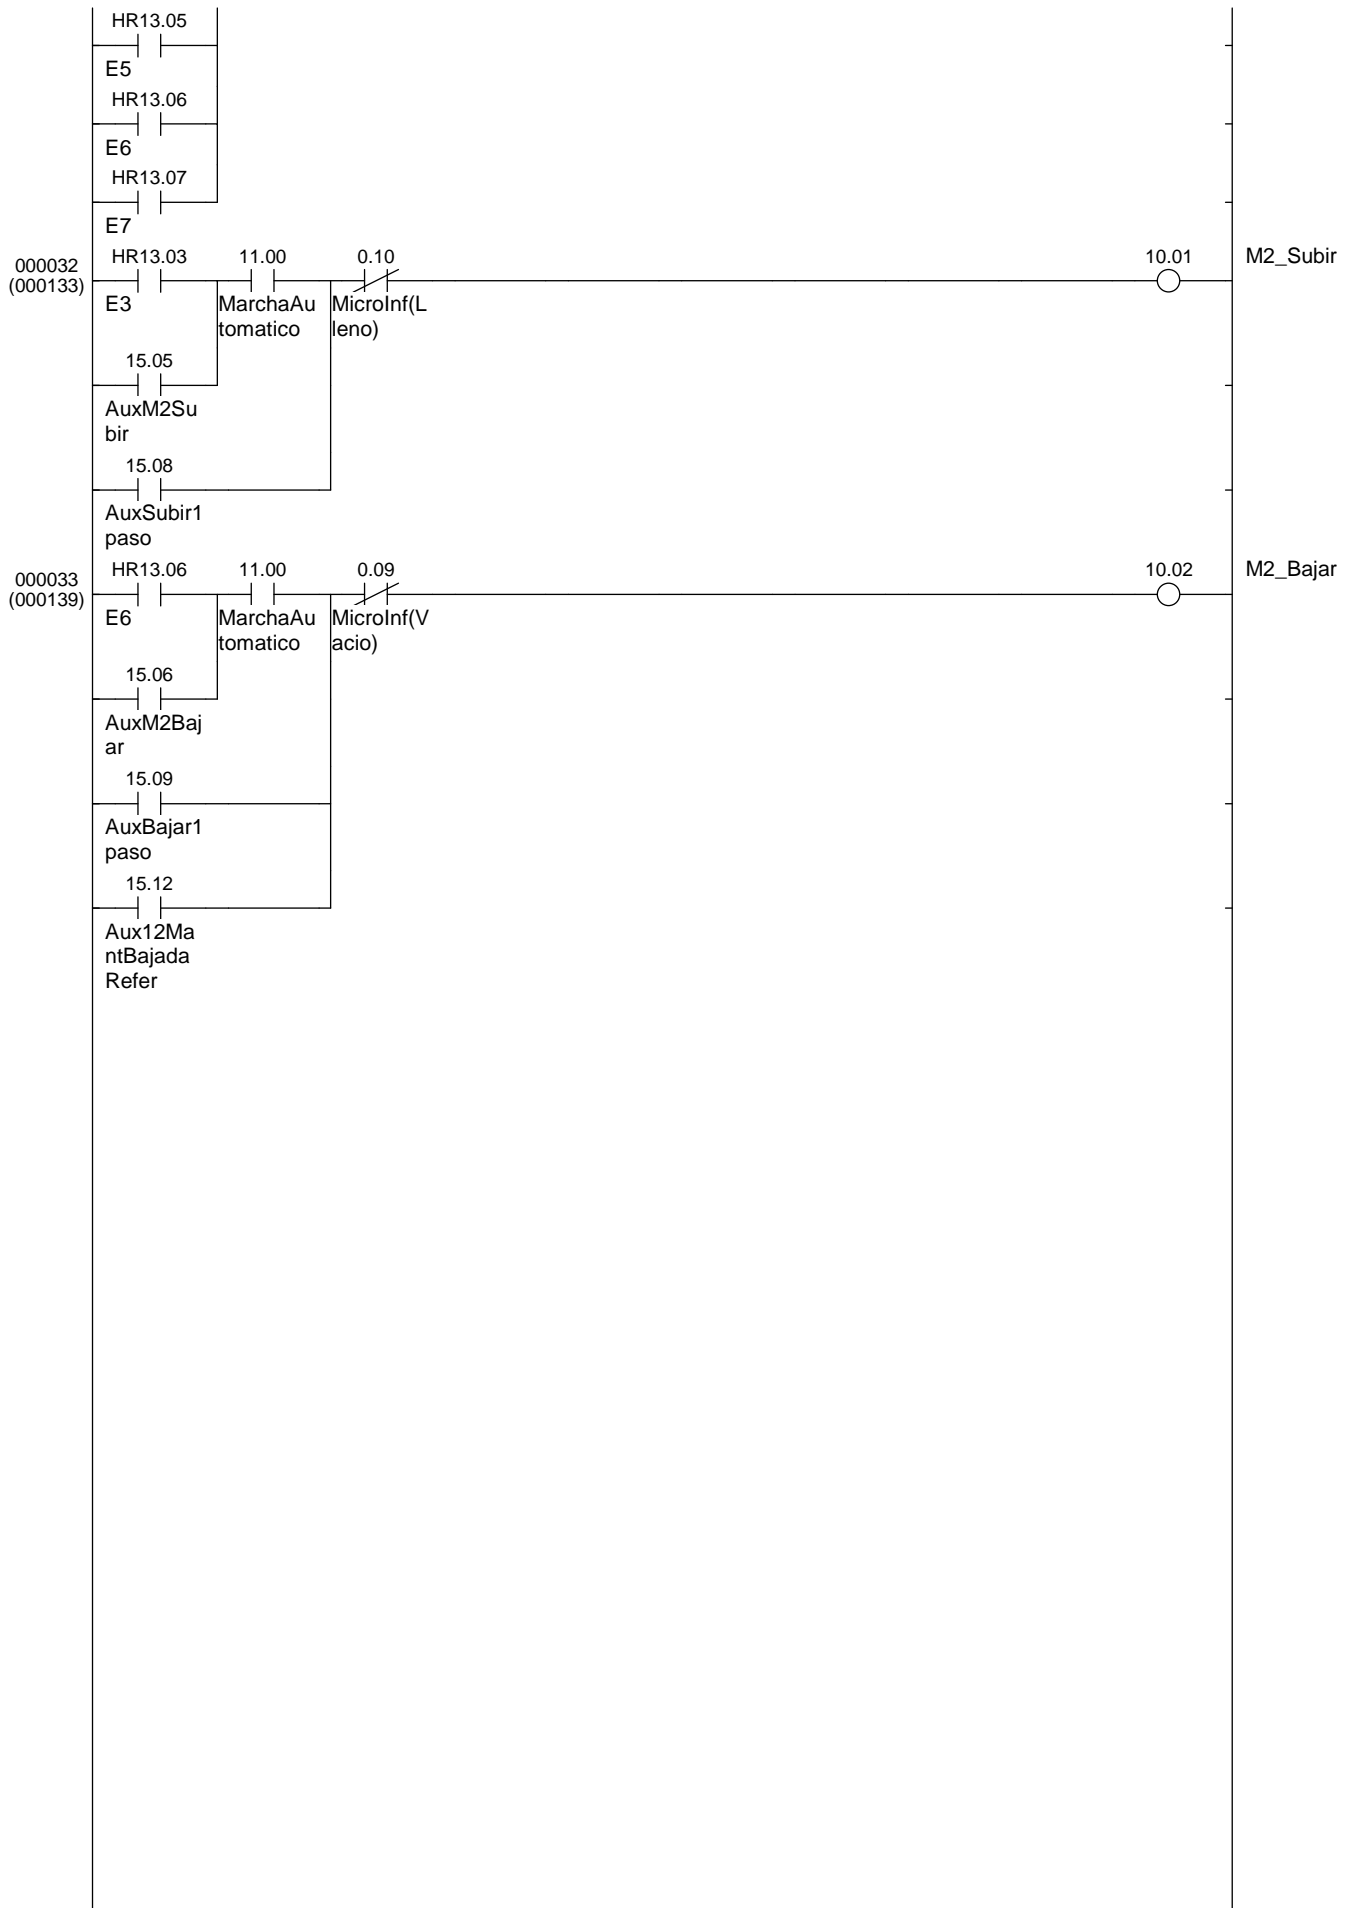 HR13.05
E5
HR13.06
E6
HR13.07
E7
000032
(000133)
HR13.03
11.00
0.10
10.01
M2_Subir
E3
MarchaAu
tomatico
MicroInf(L
leno)
15.05
AuxM2Su
bir
15.08
AuxSubir1
paso
000033
(000139)
HR13.06
11.00
0.09
10.02
M2_Bajar
E6
MarchaAu
tomatico
MicroInf(V
acio)
15.06
AuxM2Baj
ar
15.09
AuxBajar1
paso
15.12
Aux12Ma
ntBajada
Refer